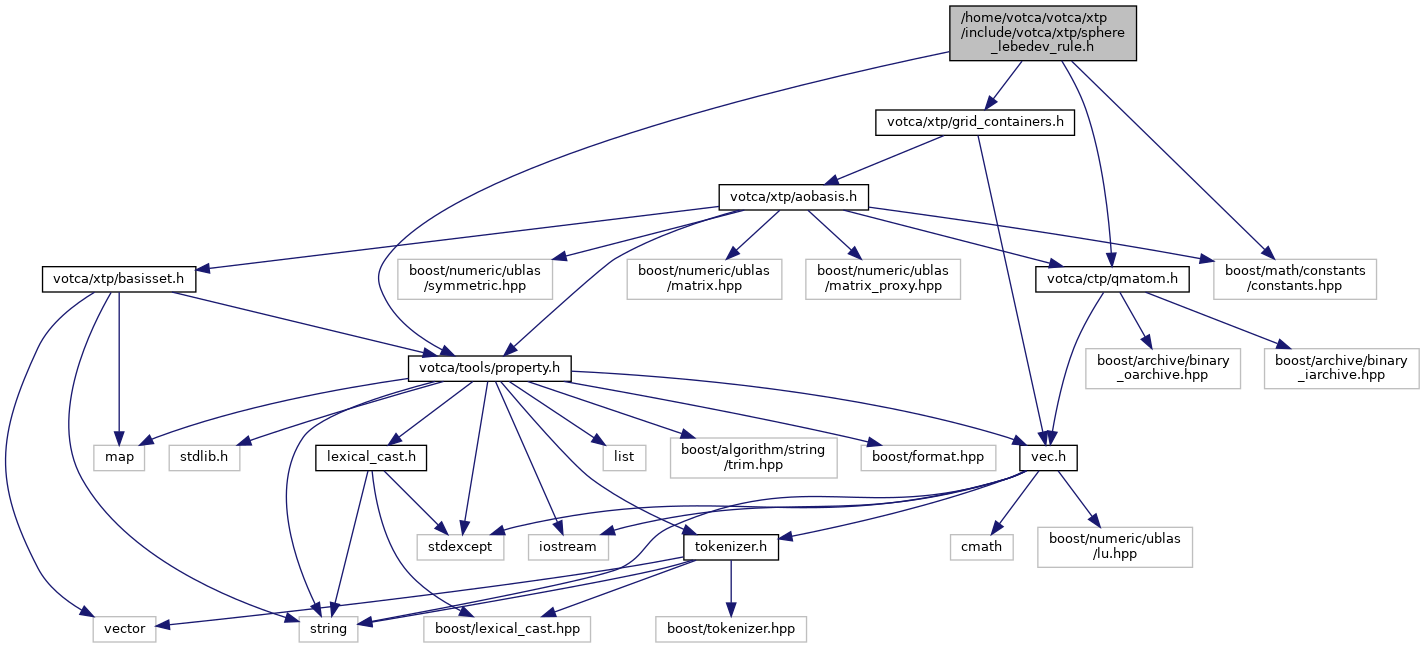 /home/votca/votca/xtp
/include/votca/xtp/sphere
_lebedev_rule.h
votca/xtp/grid_containers.h
votca/xtp/aobasis.h
votca/xtp/basisset.h
boost/numeric/ublas
/symmetric.hpp
boost/numeric/ublas
/matrix.hpp
boost/numeric/ublas
/matrix_proxy.hpp
votca/ctp/qmatom.h
boost/math/constants
/constants.hpp
votca/tools/property.h
boost/archive/binary
_oarchive.hpp
boost/archive/binary
_iarchive.hpp
map
stdlib.h
lexical_cast.h
list
boost/algorithm/string
/trim.hpp
boost/format.hpp
vec.h
stdexcept
iostream
tokenizer.h
cmath
boost/numeric/ublas
/lu.hpp
vector
string
boost/lexical_cast.hpp
boost/tokenizer.hpp